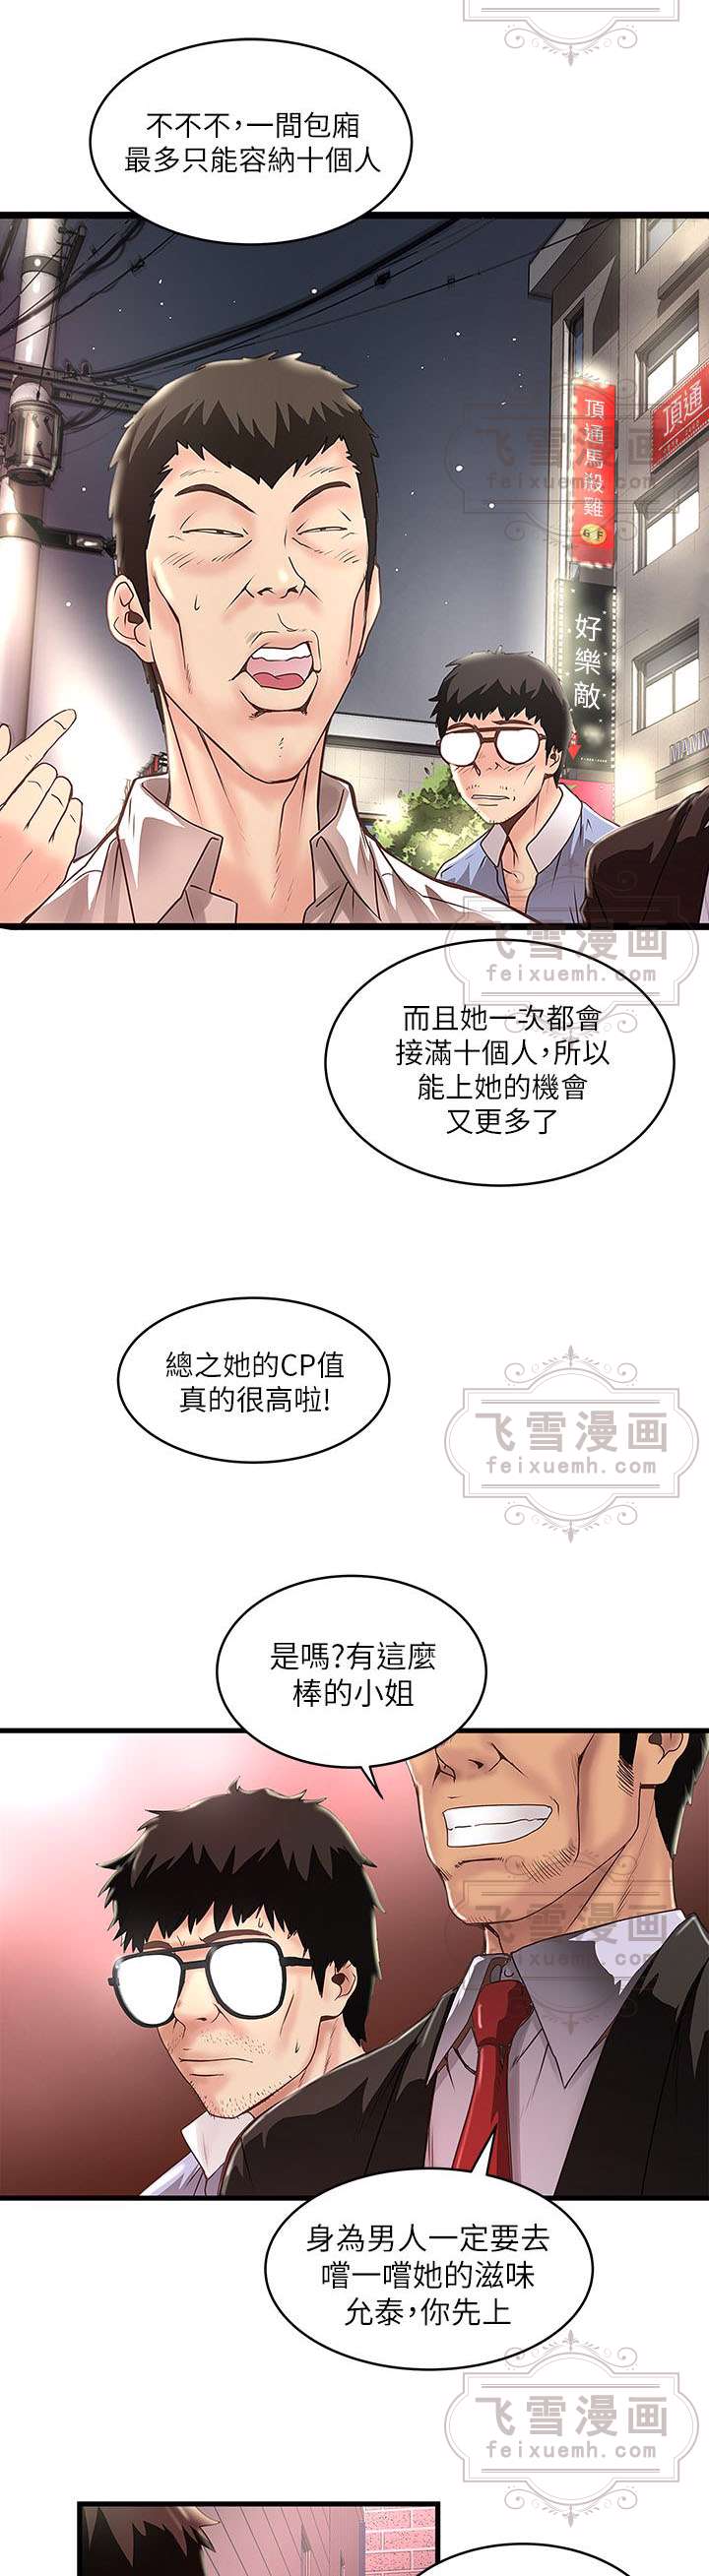 不不不，一間包廂
最多只能容納十個人
頂通
飞雪漫画
feixuemh.com
頂通馬殺雞
GF
好樂敵
MAMM
飞雪漫画
feixuemh.com
而且她一次都會
接滿十個人，所以
能上她的機會
又更多了
總之她的CP值
真的很高啦!
飞雪漫画
feixuemh.com
是嗎?有這麼
棒的小姐
飞雪漫画
feixuemh.com
身為男人一定要去
嚐一嚐她的滋味
允泰，你先上
飞雪漫画
feixuemh.com